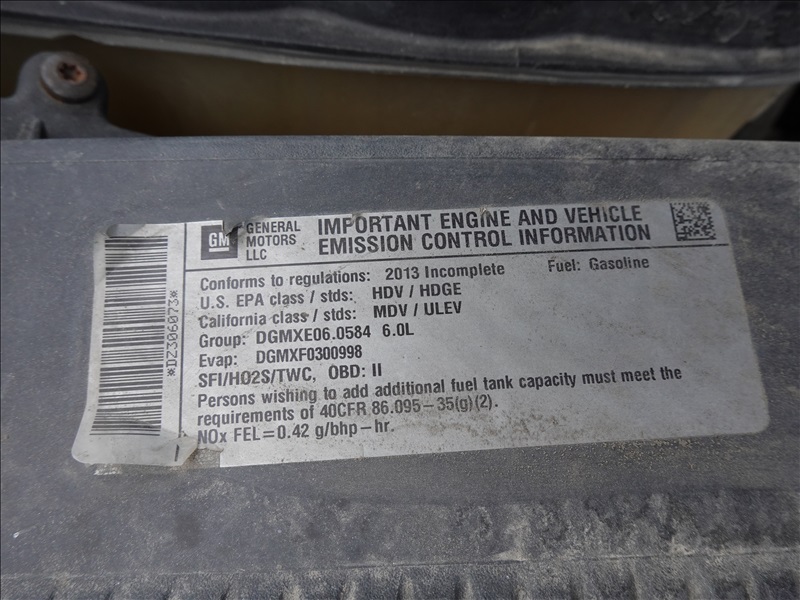 GM GENERAL MOTORS LLC
IMPORTANT ENGINE AND VEHICLE
EMISSION CONTROL INFORMATION
Conforms to regulations: 2013 Incomplete Fuel: Gasoline
U.S. EPA class / stds: HDV / HDGE
California class / stds: MDV / ULEV
Group: DGMXE06.0584 6.0L
Evap: DGMXF0300998
SFI/HO2S/TWC, OBD: II
Persons wishing to add additional fuel tank capacity must meet the
requirements of 40CFR 86.095-35(g)(2).
NOx FEL=0.42 g/bhp-hr.
*DZ306073*